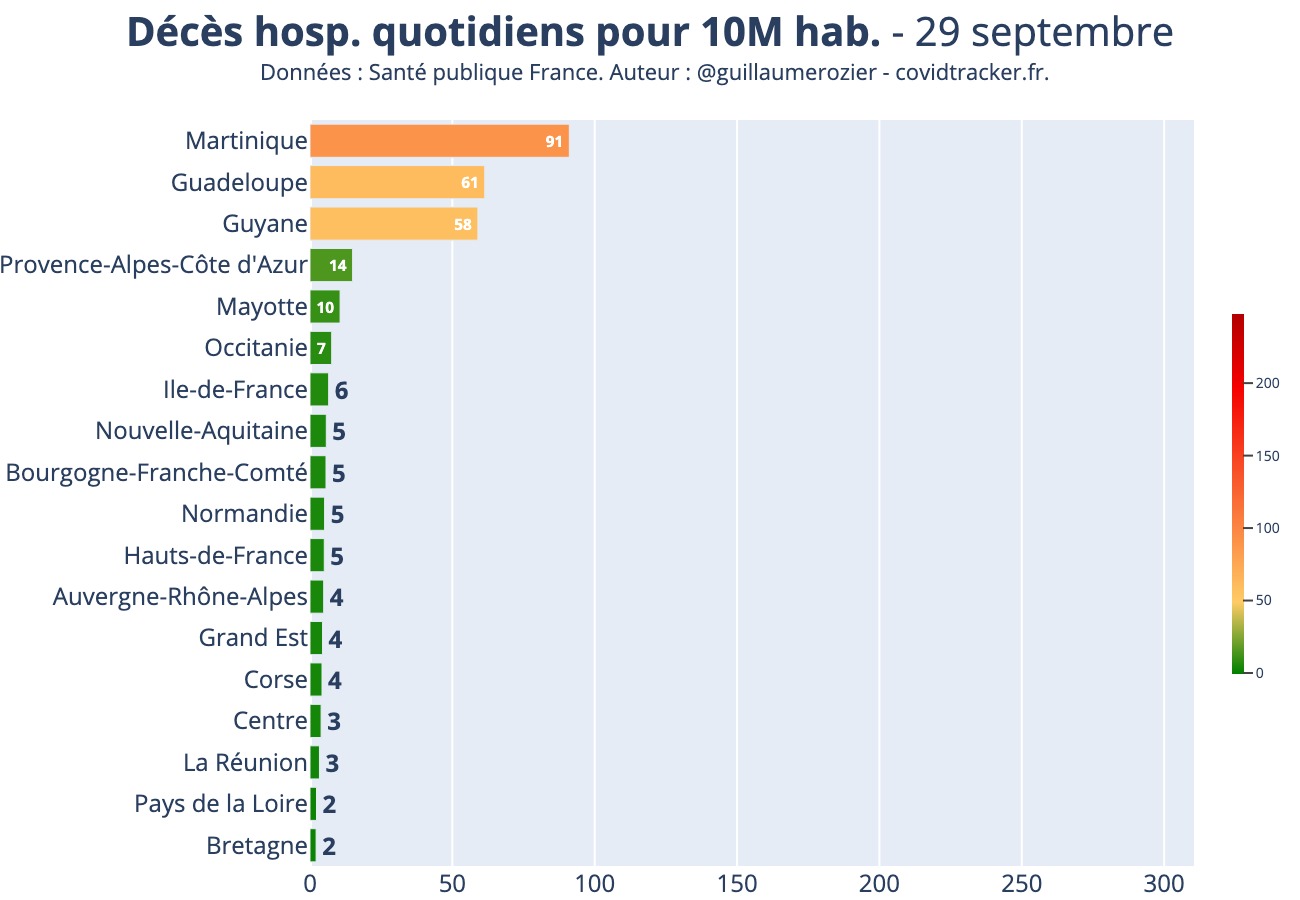 Décès hosp. quotidiens pour 10M hab. - 29 septembre
Données : Santé publique France. Auteur : @guillaumerozier - covidtracker.fr.
Martinique 91
Guadeloupe 61
Guyane 58
Provence-Alpes-Côte d'Azur 14
Mayotte 10
Occitanie 7
Ile-de-France 6
Nouvelle-Aquitaine 5
Bourgogne-Franche-Comté 5
Normandie 5
Hauts-de-France 5
Auvergne-Rhône-Alpes 4
Grand Est 4
Corse 4
Centre 3
La Réunion 3
Pays de la Loire 2
Bretagne 2
0 50 100 150 200 250 300
200
150
100
50
0